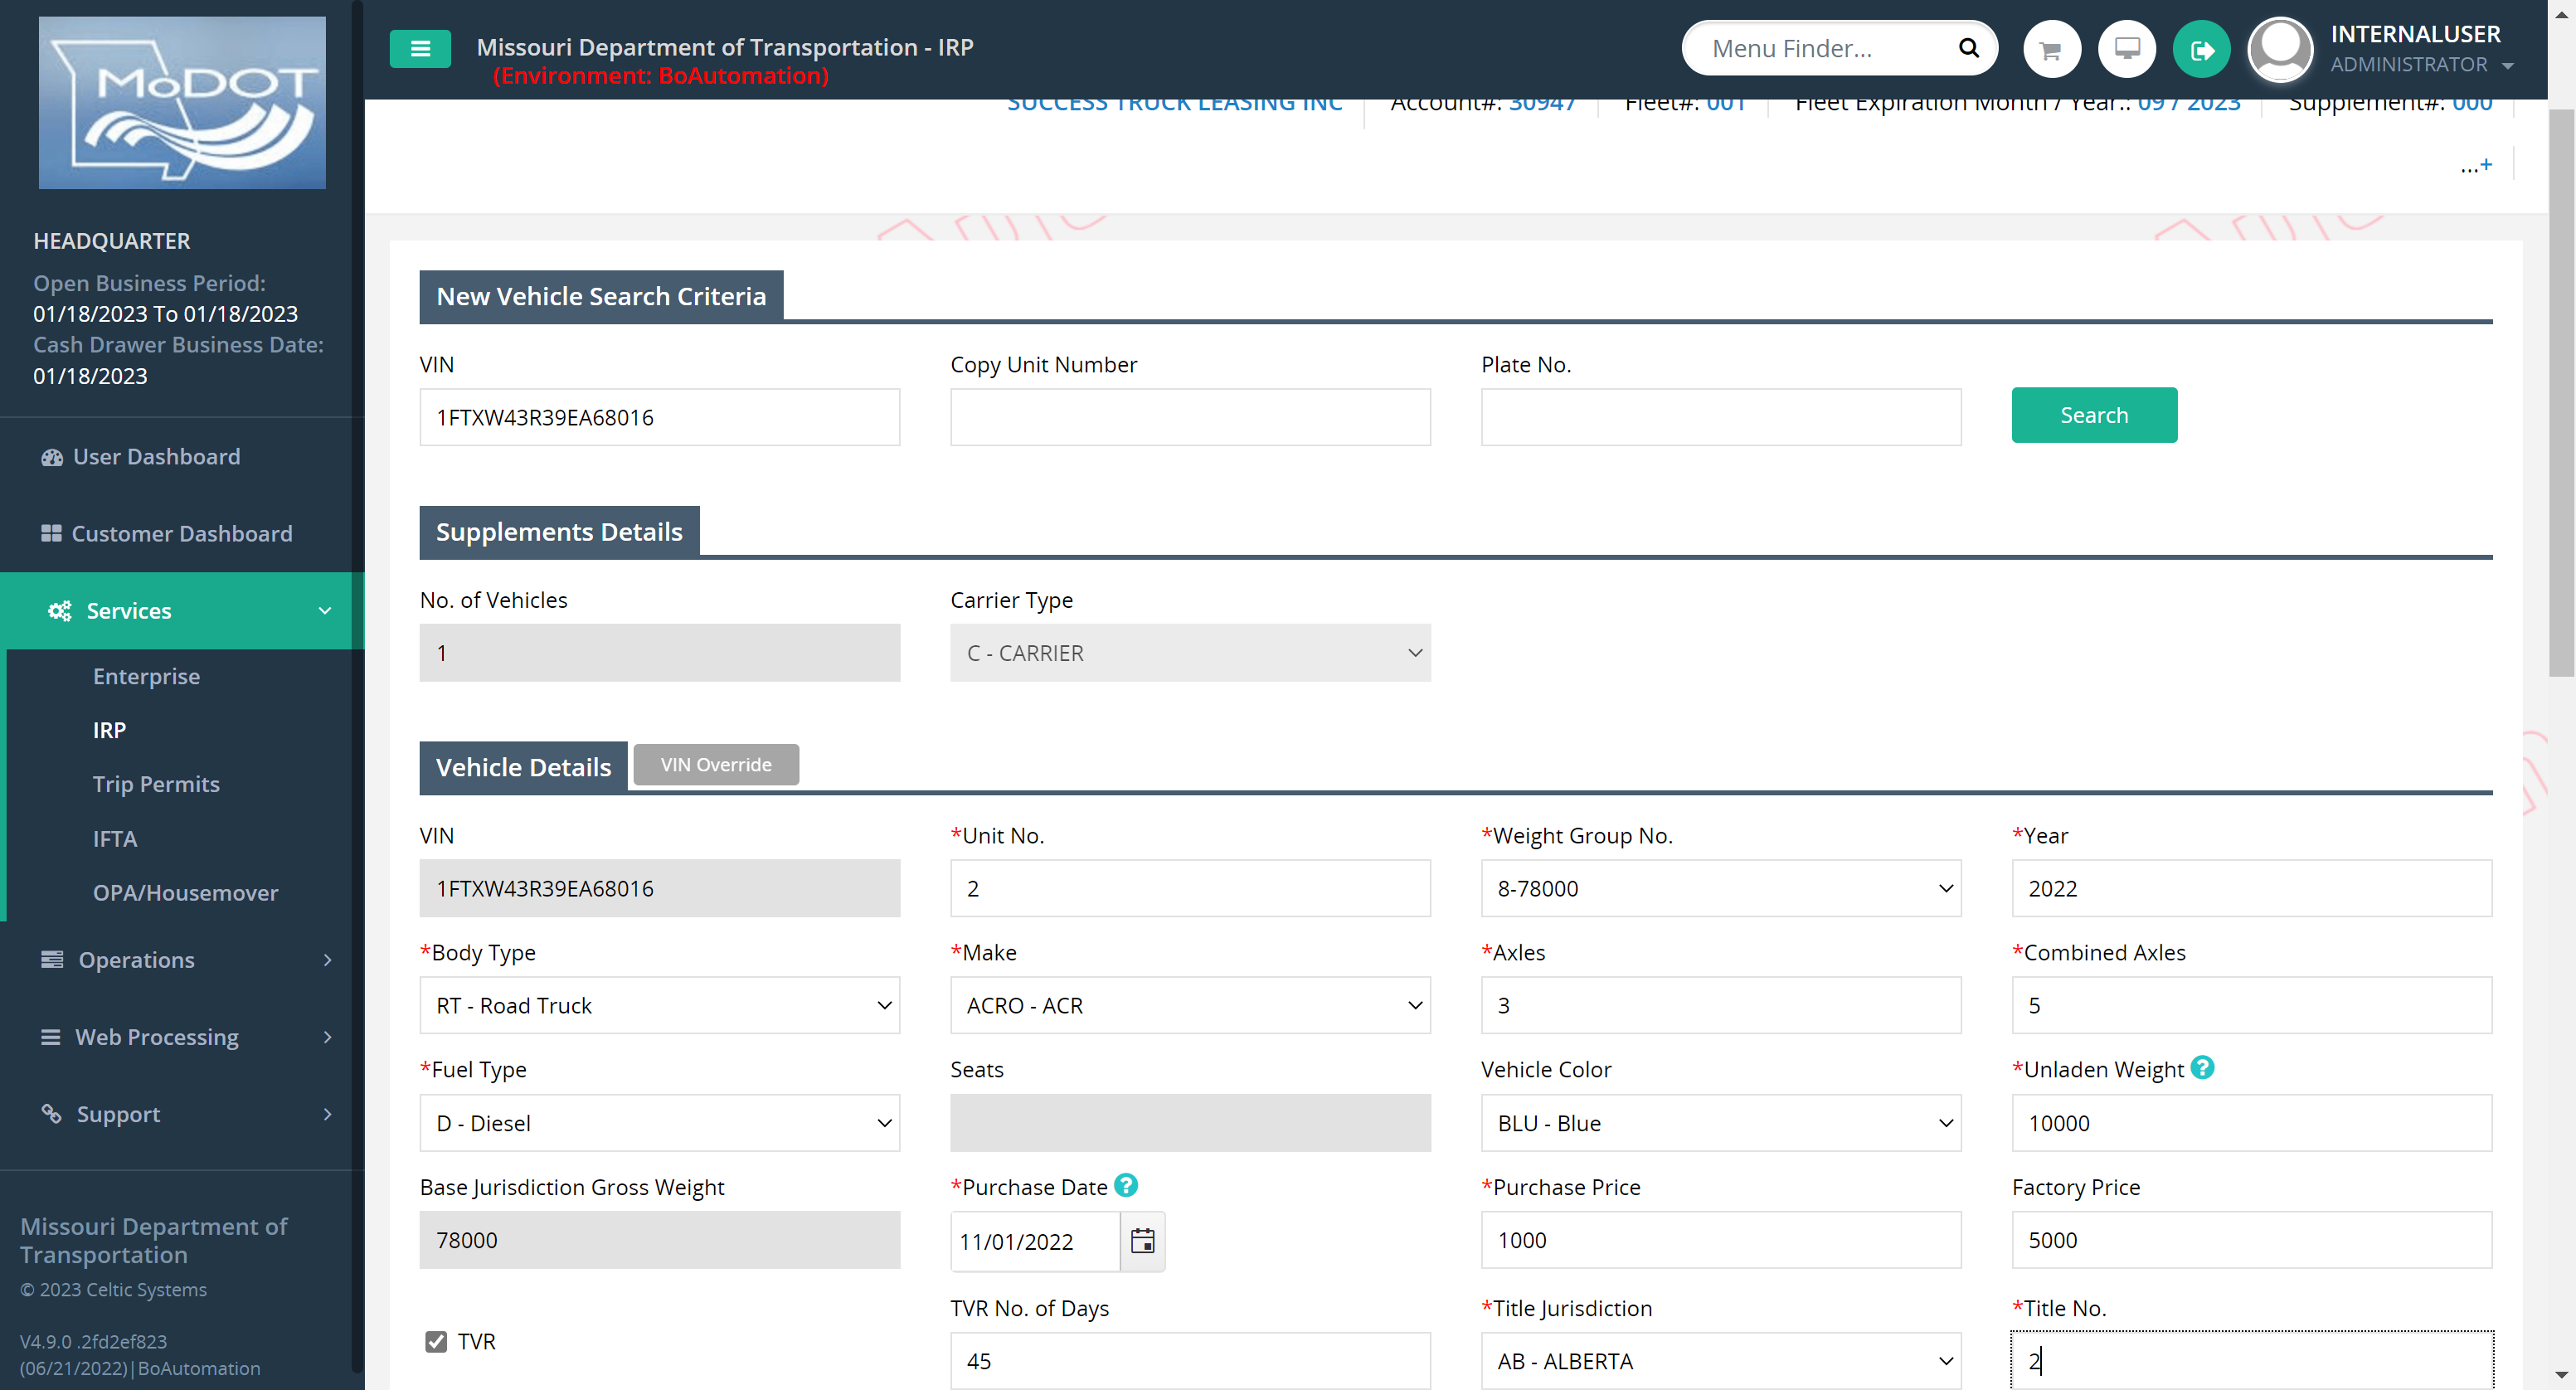 MoDOT
Missouri Department of Transportation - IRP
(Environment: BoAutomation)
Menu Finder...
INTERNALUSER
ADMINISTRATOR
SUCCESS TRUCK LEASING INC Account#: 30947 Fleet#: 001 Fleet Expiration Month / Year.: 09 / 2023 Supplement#: 000
...+
HEADQUARTER
Open Business Period:
01/18/2023 To 01/18/2023
Cash Drawer Business Date:
01/18/2023
User Dashboard
Customer Dashboard
Services
Enterprise
IRP
Trip Permits
IFTA
OPA/Housemover
Operations
Web Processing
Support
Missouri Department of
Transportation
© 2023 Celtic Systems
V4.9.0 .2fd2ef823
(06/21/2022)|BoAutomation
New Vehicle Search Criteria
VIN Copy Unit Number Plate No.
1FTXW43R39EA68016 Search
Supplements Details
No. of Vehicles Carrier Type
1 C - CARRIER
Vehicle Details VIN Override
VIN *Unit No. *Weight Group No. *Year
1FTXW43R39EA68016 2 8-78000 2022
*Body Type *Make *Axles *Combined Axles
RT - Road Truck ACRO - ACR 3 5
*Fuel Type Seats Vehicle Color *Unladen Weight ?
D - Diesel BLU - Blue 10000
Base Jurisdiction Gross Weight *Purchase Date ? *Purchase Price Factory Price
78000 11/01/2022 1000 5000
TVR TVR No. of Days *Title Jurisdiction *Title No.
45 AB - ALBERTA 2